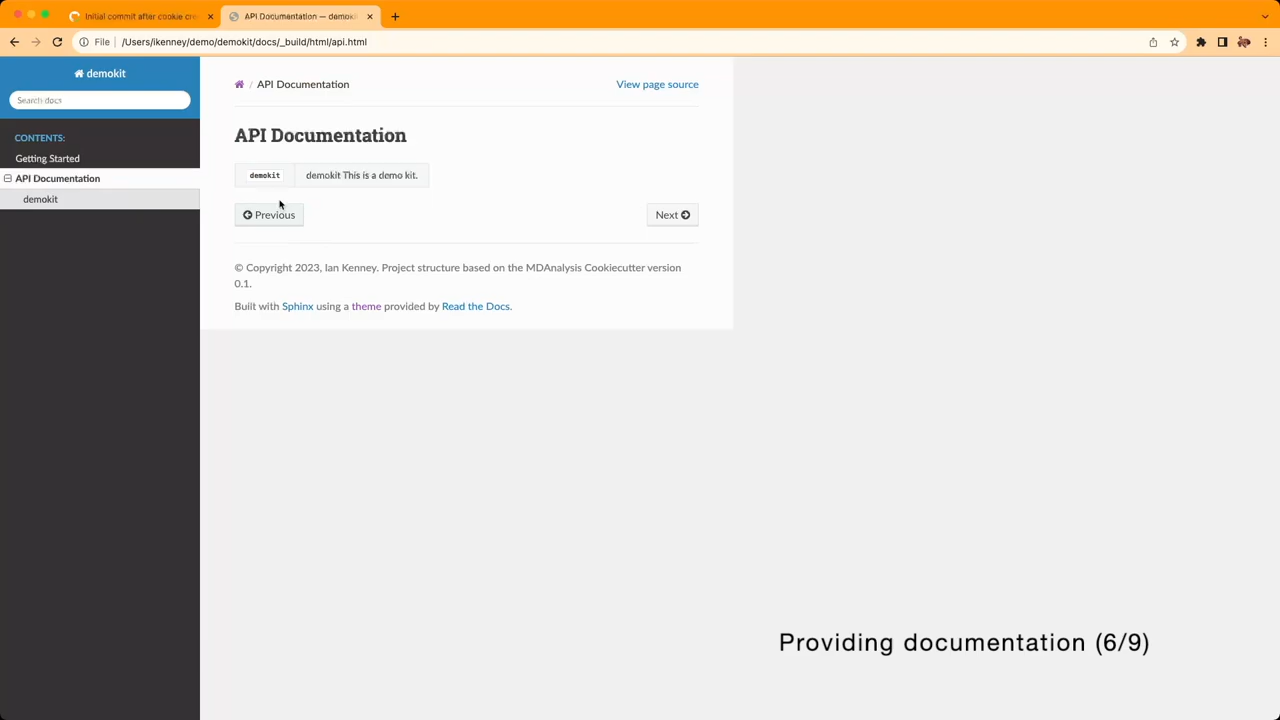 Initial commit after cookie cre
API Documentation — demoki
File
/Users/ikenney/demo/demokit/docs/_build/html/api.html
demokit
Search docs
CONTENTS:
Getting Started
API Documentation
demokit
/ API Documentation
View page source
API Documentation
demokit
demokit This is a demo kit.
Previous
Next
© Copyright 2023, Ian Kenney. Project structure based on the MDAnalysis Cookiecutter version
0.1.
Built with Sphinx using a theme provided by Read the Docs.
Providing documentation (6/9)